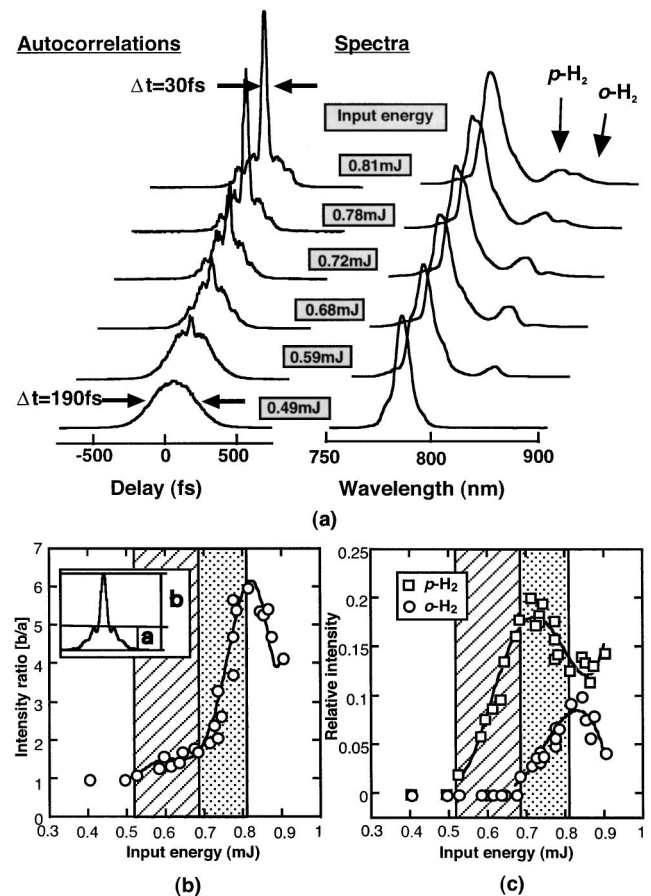 Autocorrelations
Spectra
Δt=30fs
p-H2
o-H2
Input energy
0.81mJ
0.78mJ
0.72mJ
0.68mJ
0.59mJ
Δt=190fs
0.49mJ
-500 0 500 750 800 900
Delay (fs) Wavelength (nm)
(a)
7
6
5
4
3
2
1
0
Intensity ratio [b/a]
b
a
0.3 0.4 0.5 0.6 0.7 0.8 0.9 1
Input energy (mJ)
(b)
0.25
0.2
0.15
0.1
0.05
0
Relative intensity
p-H2
o-H2
0.3 0.4 0.5 0.6 0.7 0.8 0.9 1
Input energy (mJ)
(c)